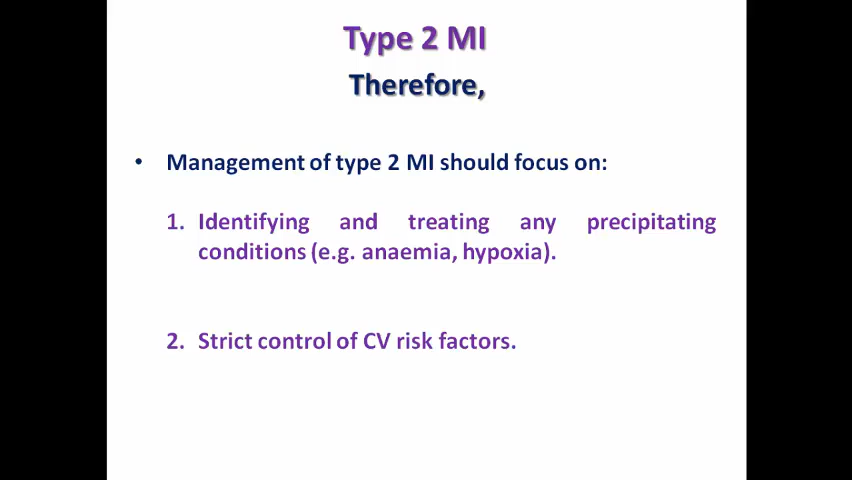 Type 2 MI
Therefore,
• Management of type 2 MI should focus on:
1. Identifying and treating any precipitating
conditions (e.g. anaemia, hypoxia).
2. Strict control of CV risk factors.